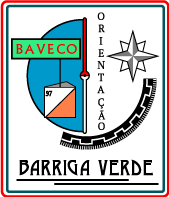 BAVECO
ORIENTAÇÃO
97
BARRIGA VERDE